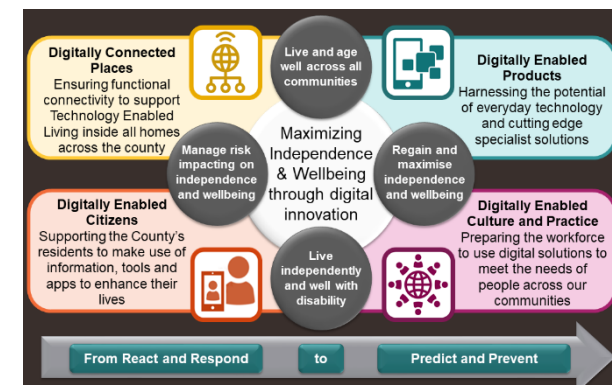 Digitally Connected
Places
Ensuring functional
connectivity to support
Technology Enabled
Living inside all homes
across the county
Live and age
well across all
communities
Digitally Enabled
Products
Harnessing the potential
of everyday technology
and cutting edge
specialist solutions
Manage risk
impacting on
independence
and wellbeing
Maximizing
Independence
& Wellbeing
through digital
innovation
Regain and
maximise
independence
and wellbeing
Digitally Enabled
Citizens
Supporting the County's
residents to make use of
information, tools and
apps to enhance their
lives
Live
independently
and well with
disability
Digitally Enabled
Culture and Practice
Preparing the workforce
to use digital solutions to
meet the needs of
people across our
communities
From React and Respond
to
Predict and Prevent